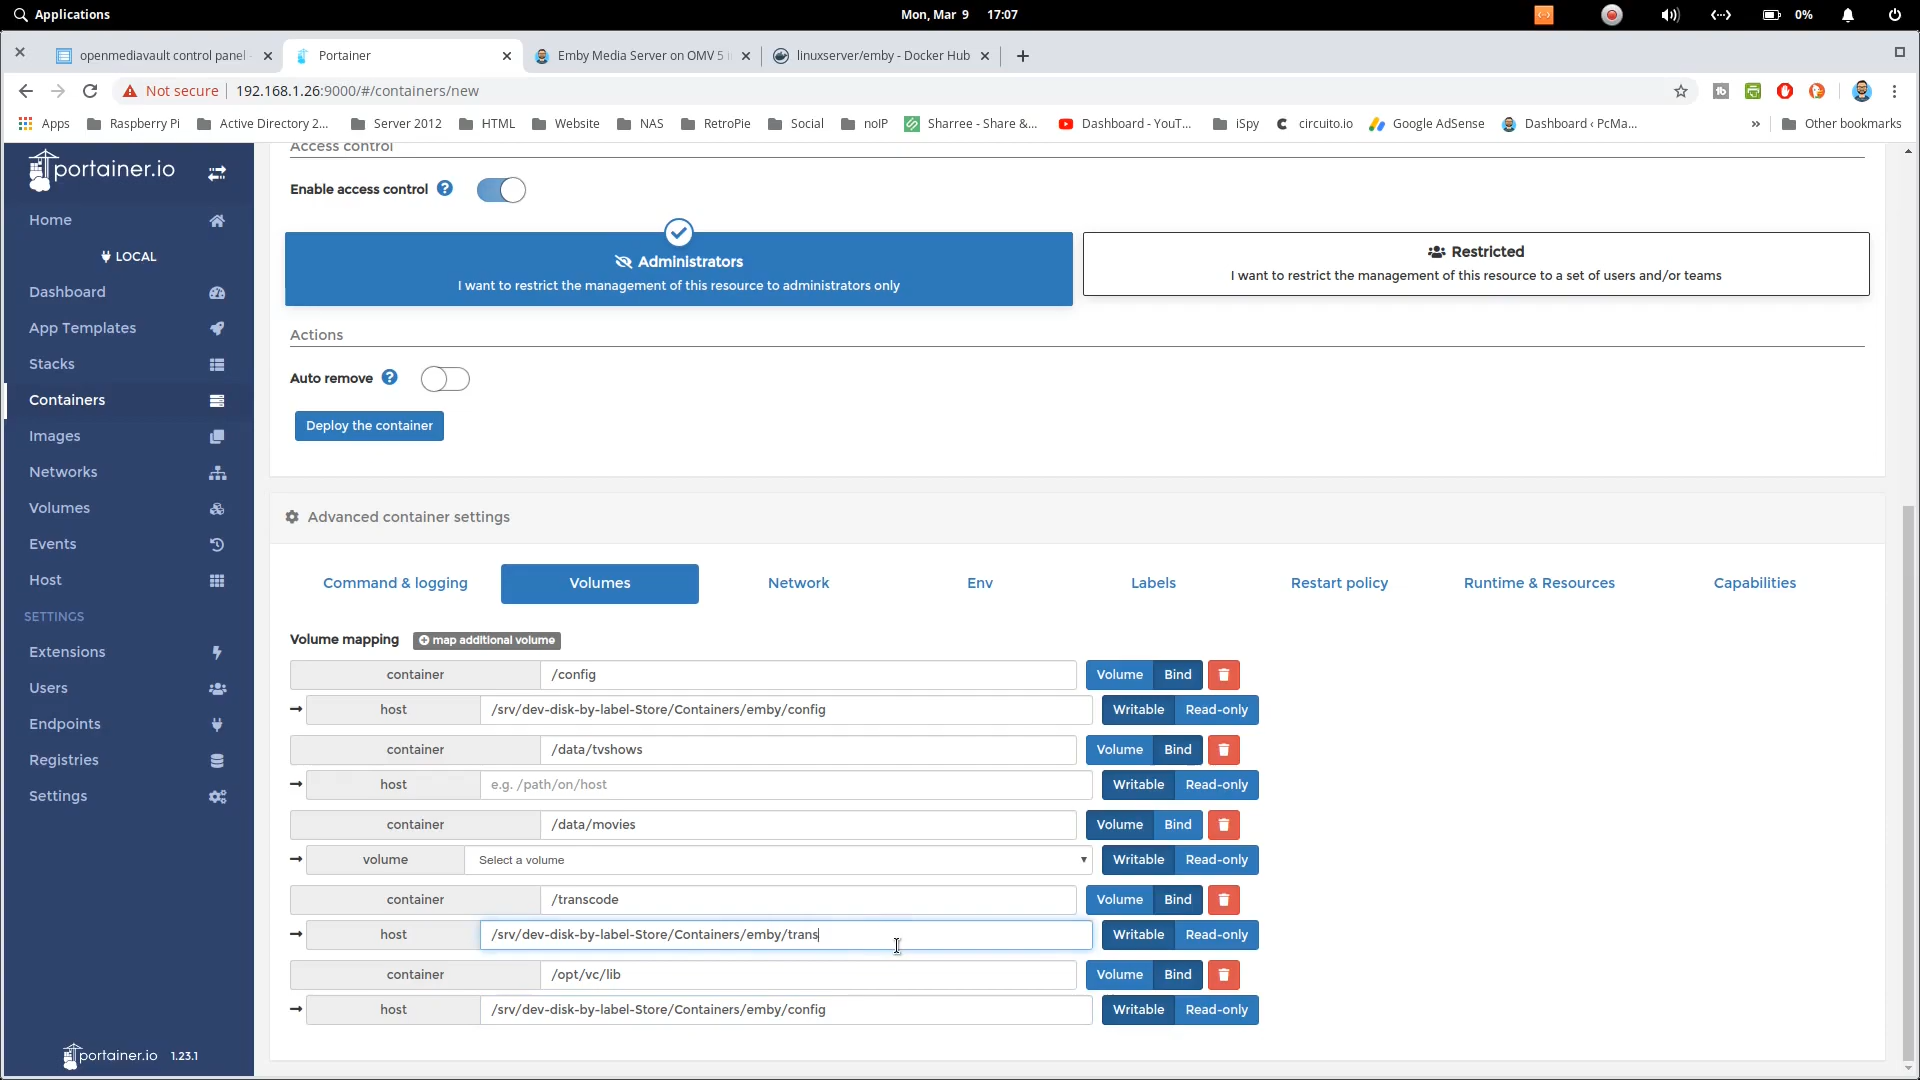 Applications
Mon, Mar 9 17:07
0%
openmediavault control panel
Portainer
Emby Media Server on OMV 5 i
linuxserver/emby - Docker Hub
Not secure
192.168.1.26:9000/#/containers/new
Apps
Raspberry Pi
Active Directory 2...
Server 2012
HTML
Website
NAS
RetroPie
Social
noIP
Sharree - Share &...
Dashboard - YouT...
iSpy
circuito.io
Google AdSense
Dashboard ‹ PcMa...
»
Other bookmarks
portainer.io
Home
LOCAL
Dashboard
App Templates
Stacks
Containers
Images
Networks
Volumes
Events
Host
SETTINGS
Extensions
Users
Endpoints
Registries
Settings
portainer.io 1.23.1
Access control
Enable access control
Administrators
I want to restrict the management of this resource to administrators only
Restricted
I want to restrict the management of this resource to a set of users and/or teams
Actions
Auto remove
Deploy the container
Advanced container settings
Command & logging
Volumes
Network
Env
Labels
Restart policy
Runtime & Resources
Capabilities
Volume mapping
map additional volume
container /config Volume Bind
host /srv/dev-disk-by-label-Store/Containers/emby/config Writable Read-only
container /data/tvshows Volume Bind
host e.g. /path/on/host Writable Read-only
container /data/movies Volume Bind
volume Select a volume Writable Read-only
container /transcode Volume Bind
host /srv/dev-disk-by-label-Store/Containers/emby/trans Writable Read-only
container /opt/vc/lib Volume Bind
host /srv/dev-disk-by-label-Store/Containers/emby/config Writable Read-only